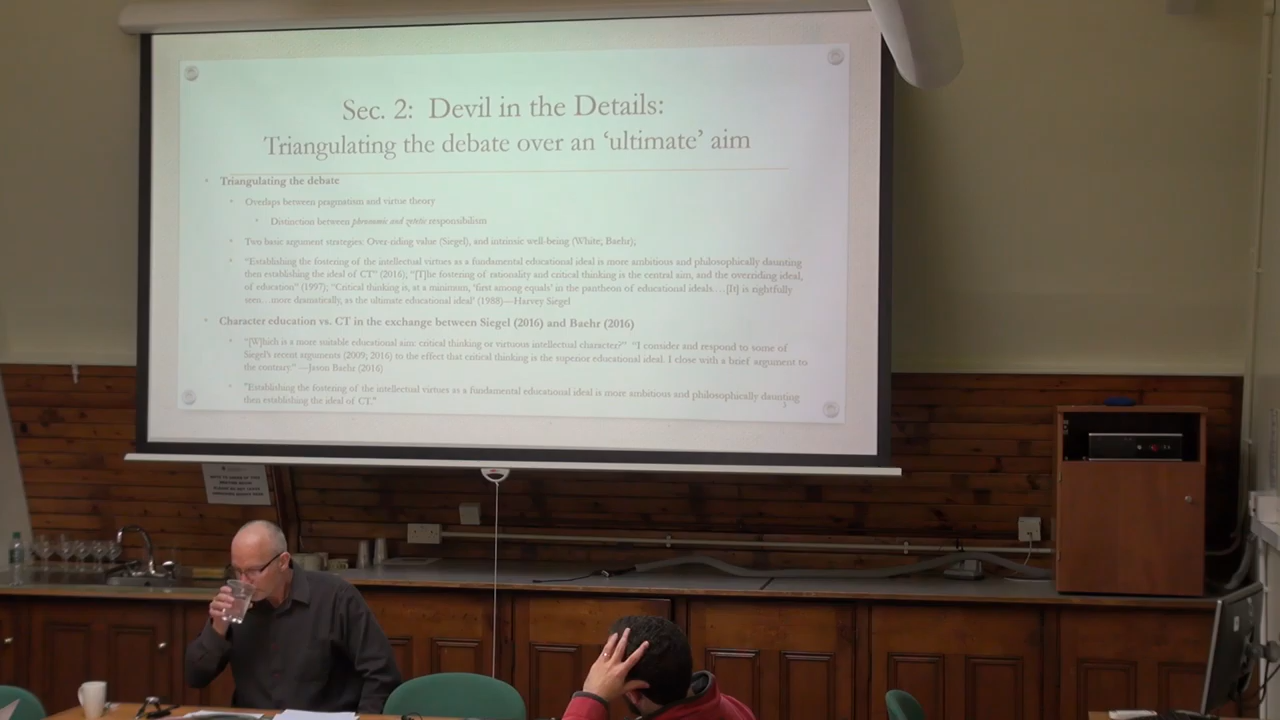 Sec. 2: Devil in the Details:
Triangulating the debate over an ‘ultimate’ aim
• Triangulating the debate
• Overlaps between pragmatism and virtue theory
• Distinction between phronomic and zetetic responsibilism
• Two basic argument strategies: Over-riding value (Siegel), and intrinsic well-being (White; Baehr);
• “Establishing the fostering of the intellectual virtues as a fundamental educational ideal is more ambitious and philosophically daunting
then establishing the ideal of CT” (2016); “[T]he fostering of rationality and critical thinking is the central aim, and the overriding ideal,
of education” (1997); “Critical thinking is, at a minimum, ‘first among equals’ in the pantheon of educational ideals….[It] is rightfully
seen…more dramatically, as the ultimate educational ideal’ (1988)—Harvey Siegel
• Character education vs. CT in the exchange between Siegel (2016) and Baehr (2016)
• “[W]hich is a more suitable educational aim: critical thinking or virtuous intellectual character?” “I consider and respond to some of
Siegel’s recent arguments (2009; 2016) to the effect that critical thinking is the superior educational ideal. I close with a brief argument to
the contrary” —Jason Baehr (2016)
• "Establishing the fostering of the intellectual virtues as a fundamental educational ideal is more ambitious and philosophically daunting
then establishing the ideal of CT."